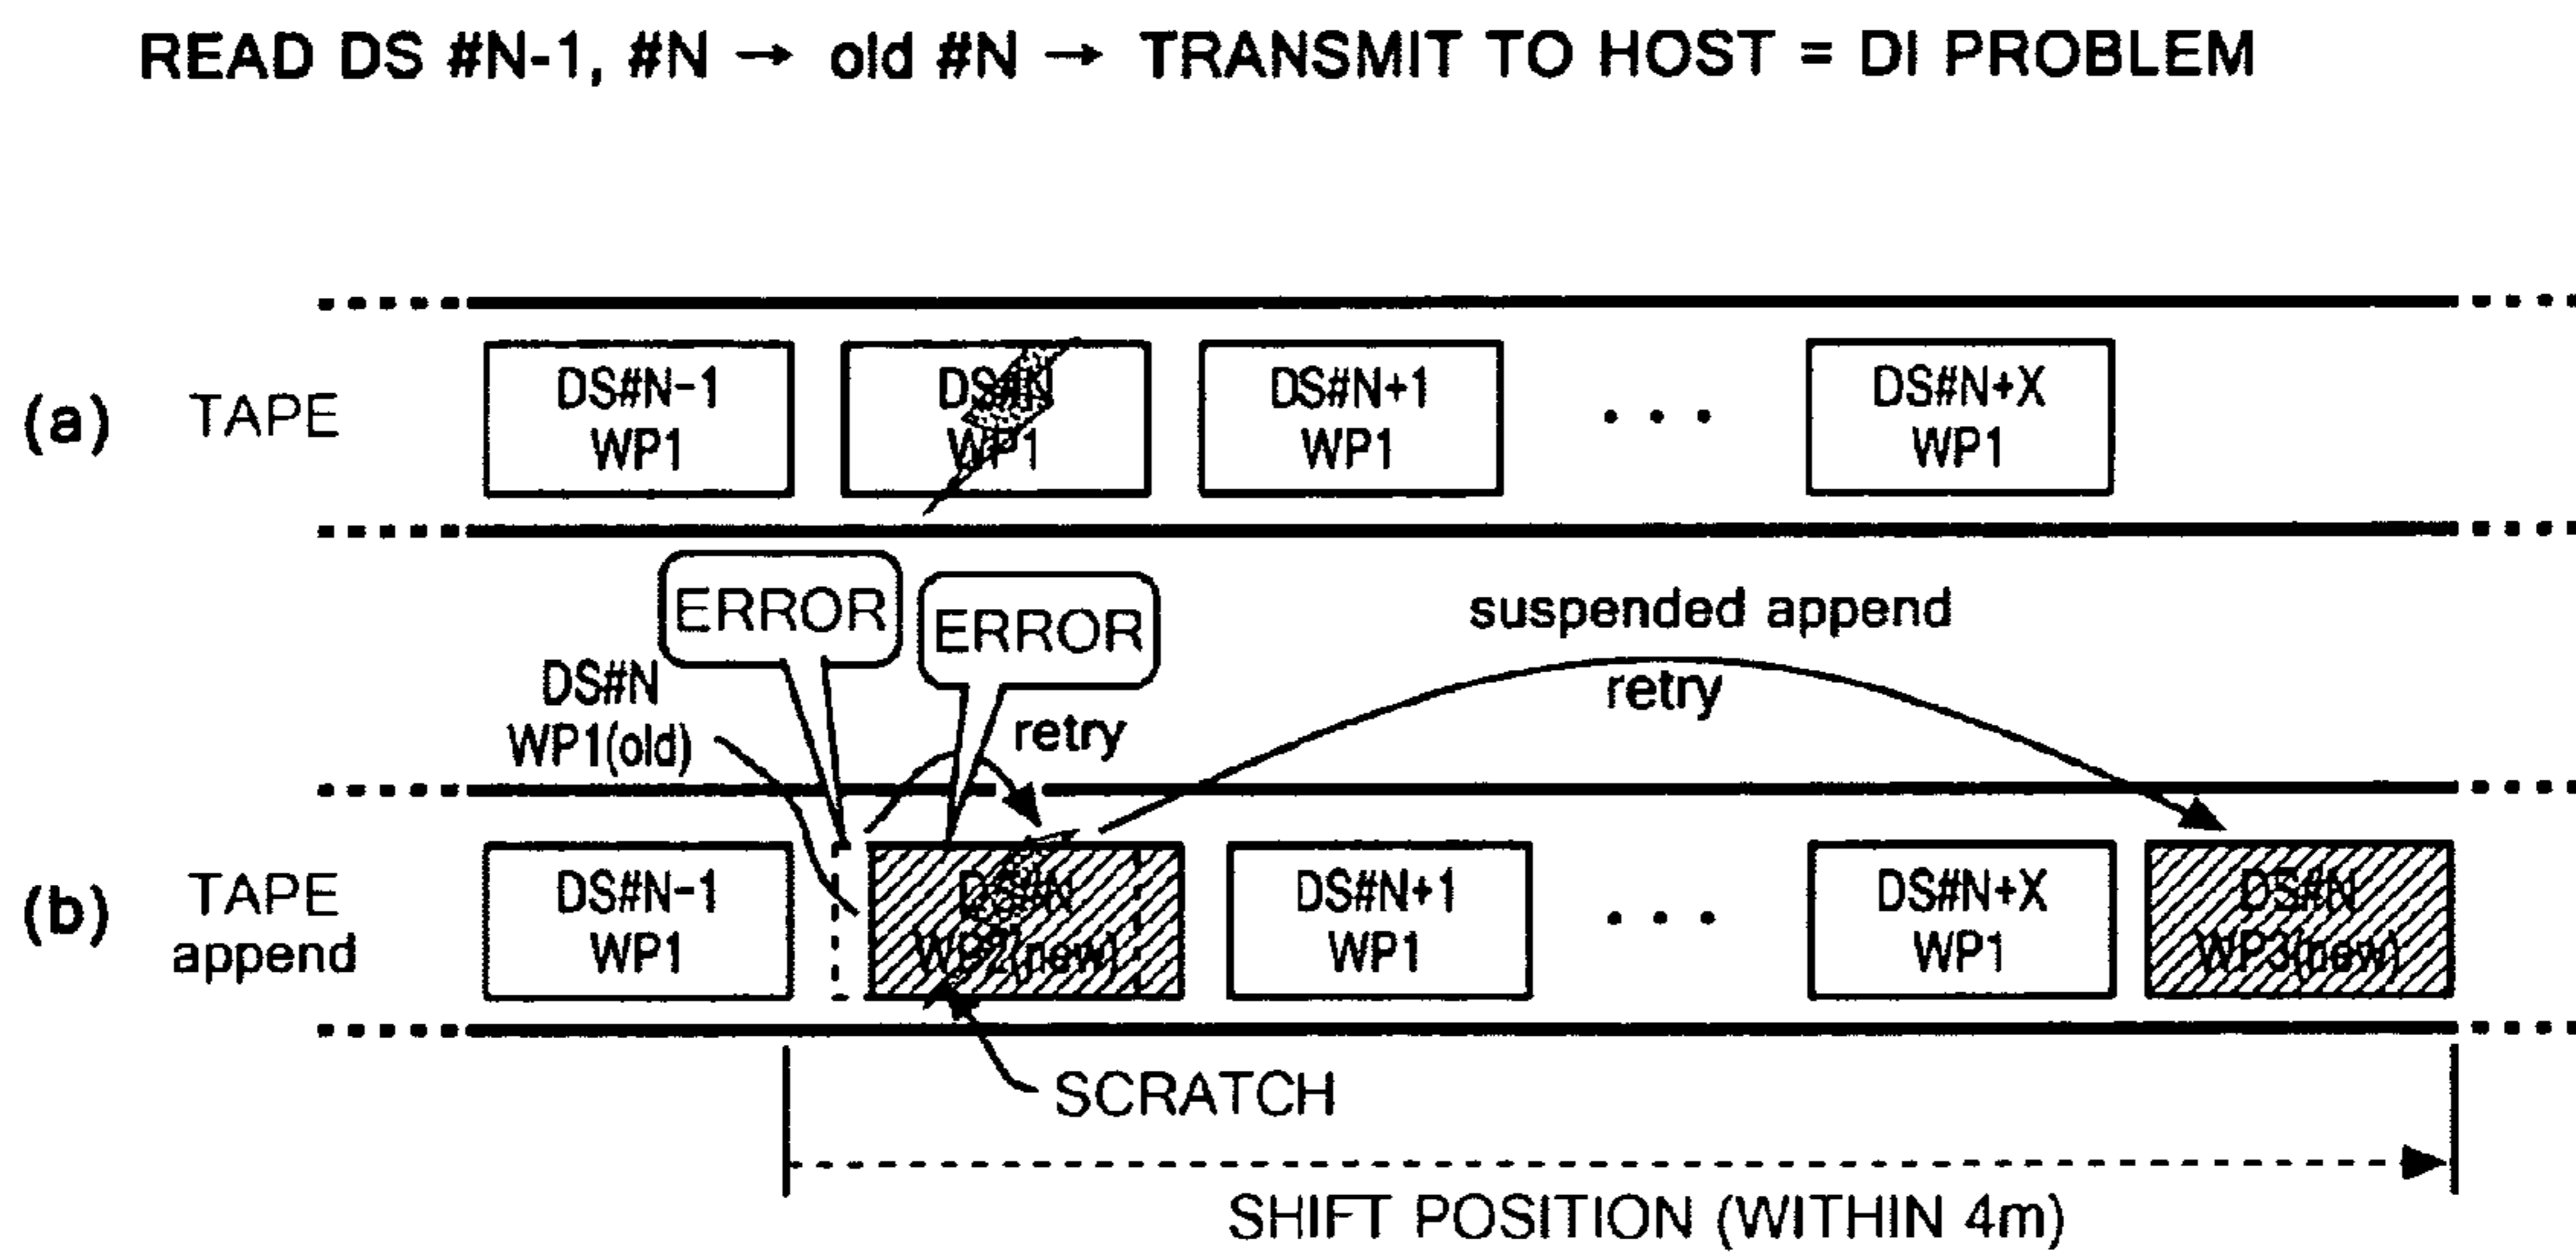 READ DS #N-1, #N → old #N → TRANSMIT TO HOST = DI PROBLEM
(a) TAPE
DS#N-1
WP1
DS#N
WP1
DS#N+1
WP1
• • •
DS#N+X
WP1
ERROR
ERROR
suspended append
retry
DS#N
WP1(old)
retry
(b) TAPE
append
DS#N-1
WP1
DS#N
WP2(new)
DS#N+1
WP1
• • •
DS#N+X
WP1
DS#N
WP3(new)
SCRATCH
SHIFT POSITION (WITHIN 4m)